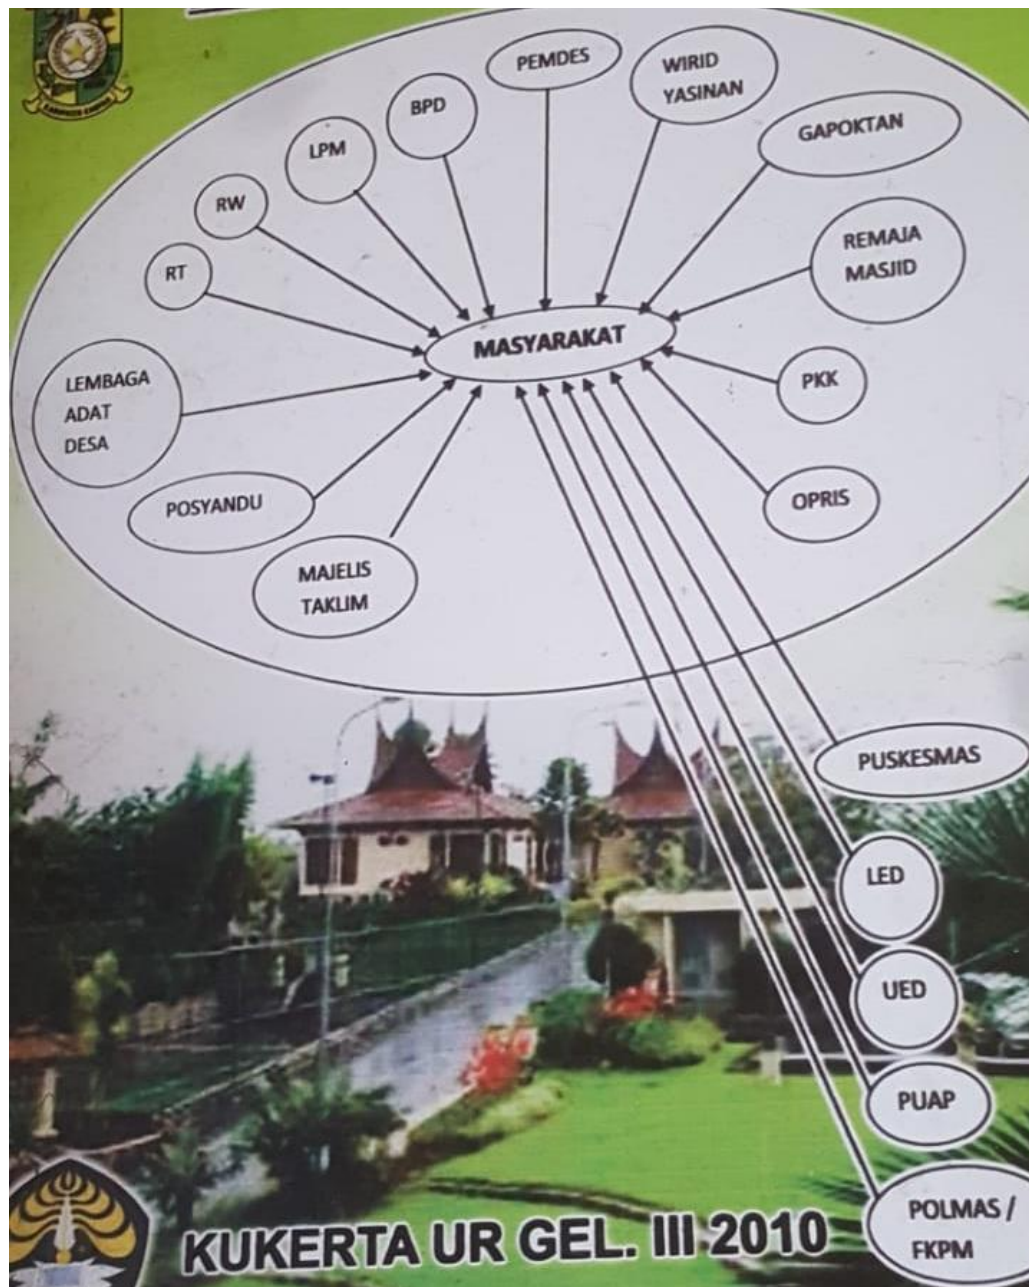 PEMDES
WIRID
YASINAN
BPD
GAPOKTAN
LPM
RW
REMAJA
MASJID
RT
MASYARAKAT
LEMBAGA
ADAT
DESA
PKK
POSYANDU
OPRIS
MAJELIS
TAKLIM
PUSKESMAS
LED
UED
PUAP
POLMAS /
FKPM
KUKERTA UR GEL. III 2010